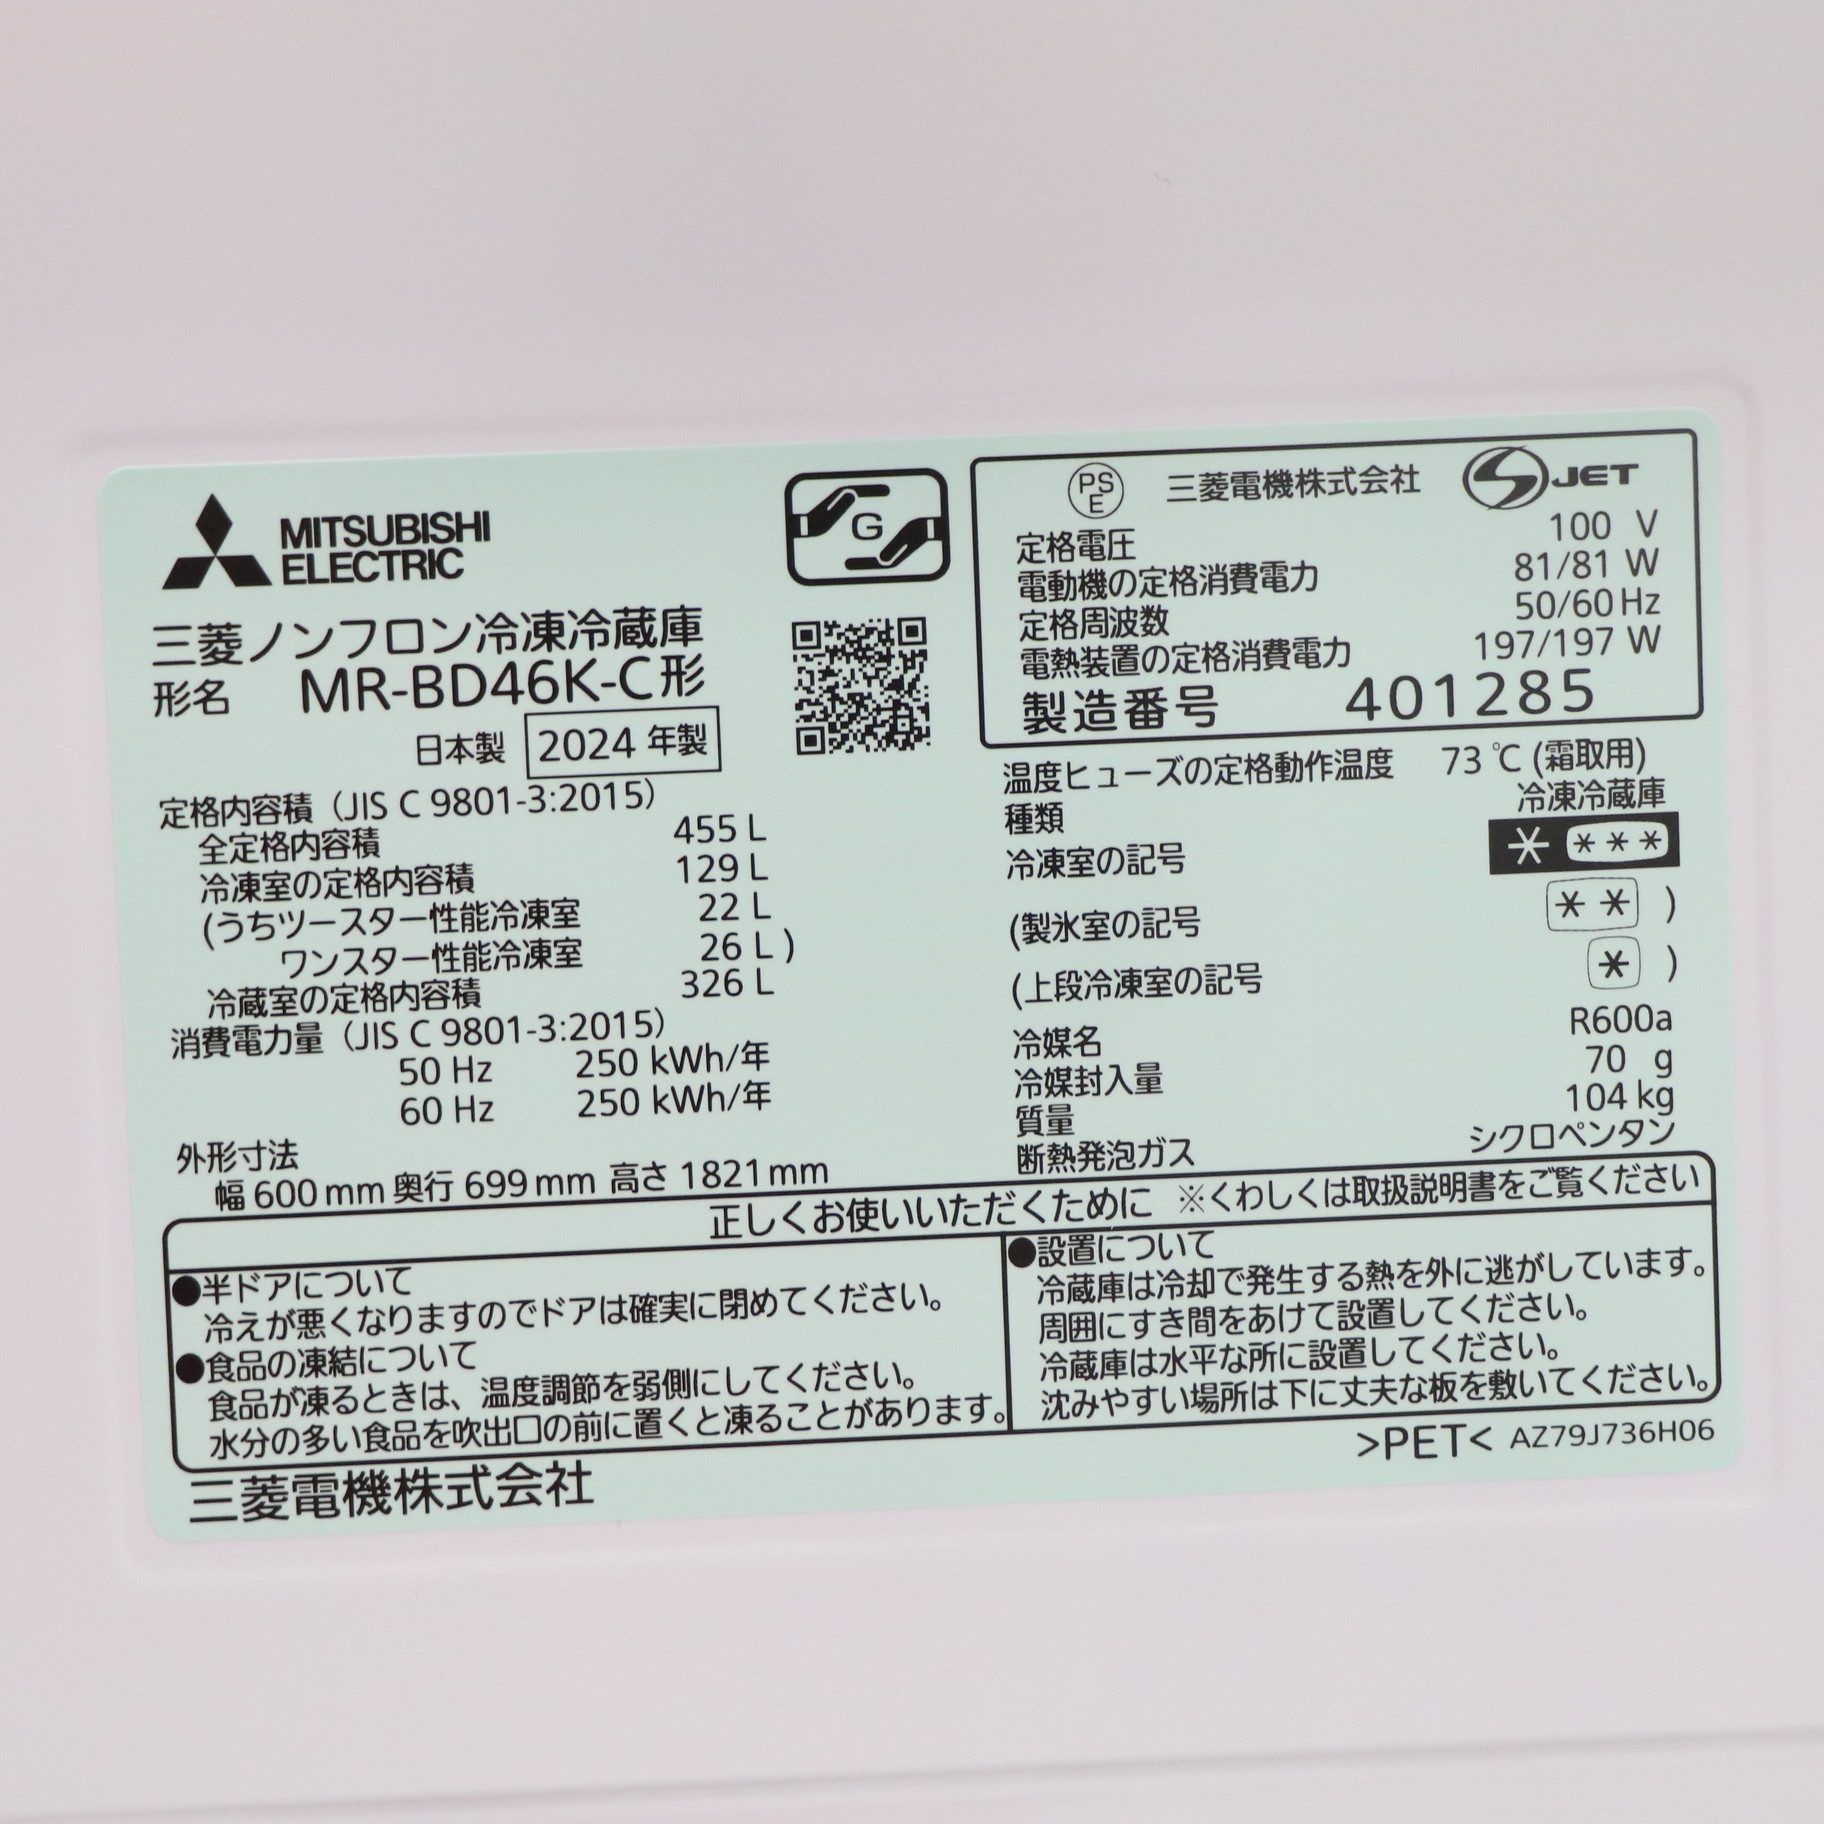 MITSUBISHI
ELECTRIC
G
三菱ノンフロン冷凍冷蔵庫
形名 MR-BD46K-C形
日本製 2024 年製
定格内容積（JIS C 9801-3:2015）
全定格内容積 455 L
冷凍室の定格内容積 129 L
(うちツースター性能冷凍室 22 L
ワンスター性能冷凍室 26 L )
冷蔵室の定格内容積 326 L
消費電力量（JIS C 9801-3:2015）
50 Hz 250 kWh/年
60 Hz 250 kWh/年
外形寸法
幅 600 mm 奥行 699 mm 高さ 1821 mm
PS
E
三菱電機株式会社 S JET
定格電圧 100 V
電動機の定格消費電力 81/81 W
定格周波数 50/60 Hz
電熱装置の定格消費電力 197/197 W
製造番号 401285
温度ヒューズの定格動作温度 73 ℃ (霜取用)
種類 冷凍冷蔵庫
冷凍室の記号 * ***
(製氷室の記号 ** )
(上段冷凍室の記号 * )
冷媒名 R600a
冷媒封入量 70 g
質量 104 kg
断熱発泡ガス シクロペンタン
正しくお使いいただくために ※くわしくは取扱説明書をご覧ください
●半ドアについて
冷えが悪くなりますのでドアは確実に閉めてください。
●食品の凍結について
食品が凍るときは、温度調節を弱側にしてください。
水分の多い食品を吹出口の前に置くと凍ることがあります。
●設置について
冷蔵庫は冷却で発生する熱を外に逃がしています。
周囲にすき間をあけて設置してください。
冷蔵庫は水平な所に設置してください。
沈みやすい場所は下に丈夫な板を敷いてください。
三菱電機株式会社
>PET< AZ79J736H06